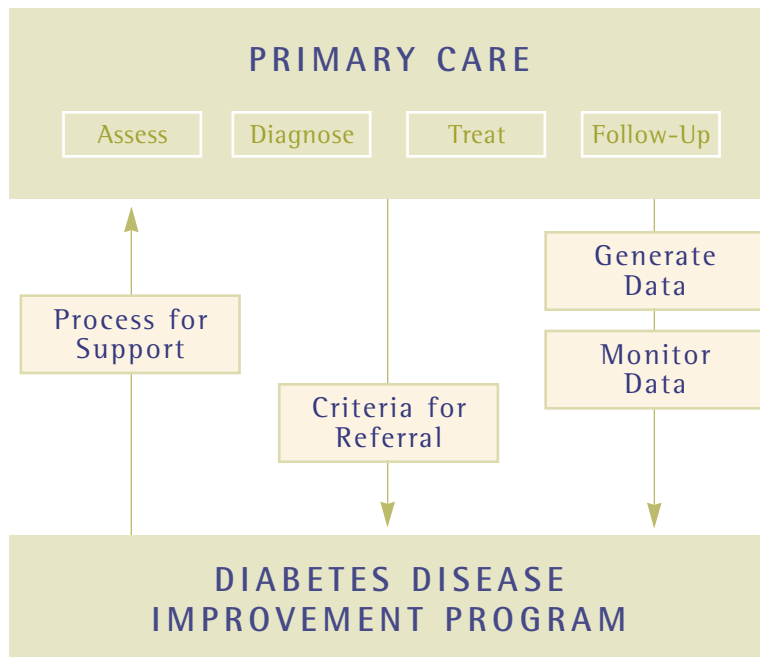 PRIMARY CARE
Assess
Diagnose
Treat
Follow-Up
Generate
Data
Process for
Support
Monitor
Data
Criteria for
Referral
DIABETES DISEASE
IMPROVEMENT PROGRAM